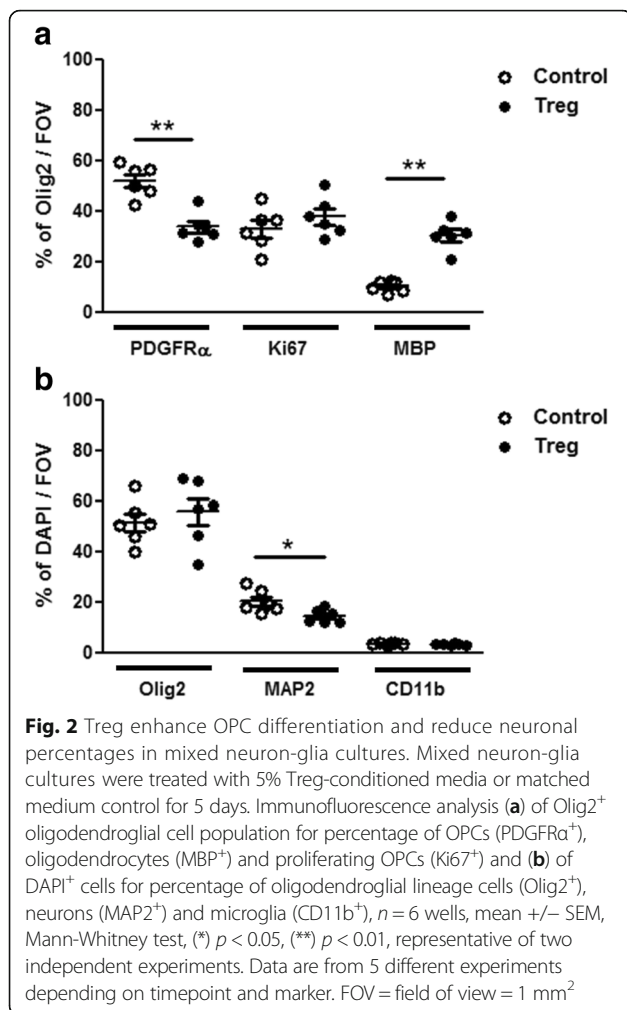 a
% of Olig2 / FOV
100
80
60
40
20
0
**
**
Control
Treg
PDGFRα
Ki67
MBP
b
% of DAPI / FOV
100
80
60
40
20
0
*
Control
Treg
Olig2
MAP2
CD11b
Fig. 2 Treg enhance OPC differentiation and reduce neuronal
percentages in mixed neuron-glia cultures. Mixed neuron-glia
cultures were treated with 5% Treg-conditioned media or matched
medium control for 5 days. Immunofluorescence analysis (a) of Olig2⁺
oligodendroglial cell population for percentage of OPCs (PDGFRα⁺),
oligodendrocytes (MBP⁺) and proliferating OPCs (Ki67⁺) and (b) of
DAPI⁺ cells for percentage of oligodendroglial lineage cells (Olig2⁺),
neurons (MAP2⁺) and microglia (CD11b⁺), n = 6 wells, mean +/− SEM,
Mann-Whitney test, (*) p < 0.05, (**) p < 0.01, representative of two
independent experiments. Data are from 5 different experiments
depending on timepoint and marker. FOV = field of view = 1 mm²